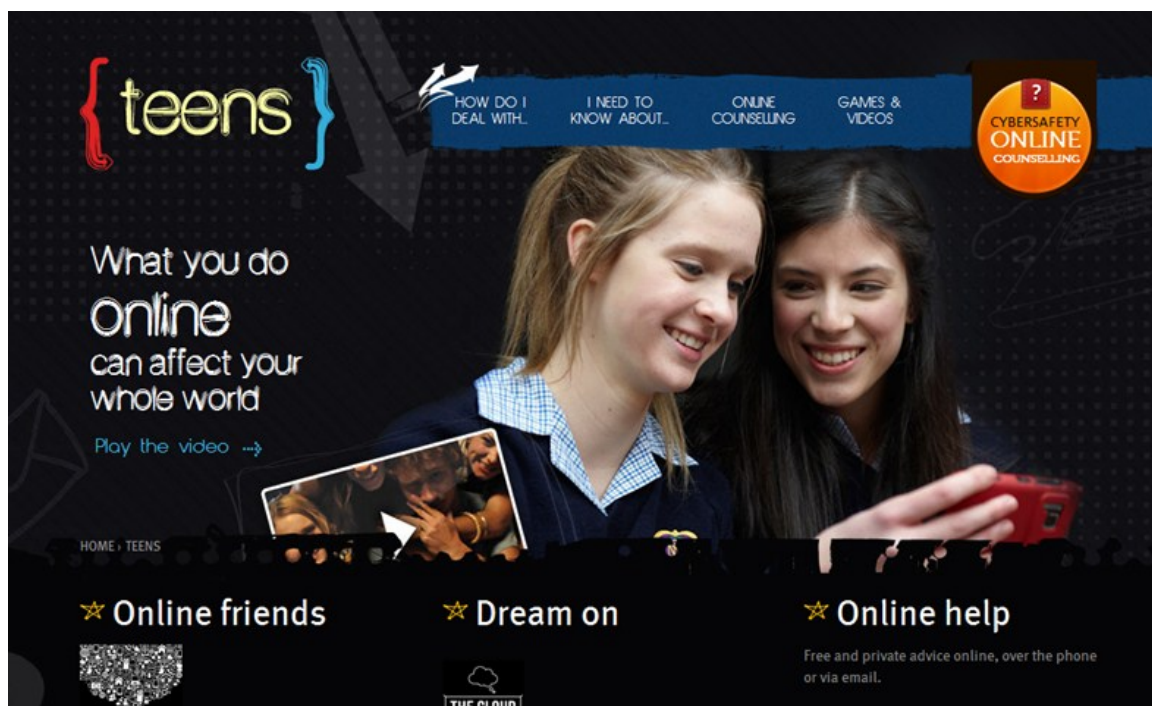 { teens }
HOW DO I
DEAL WITH...
I NEED TO
KNOW ABOUT...
ONLINE
COUNSELLING
GAMES &
VIDEOS
?
CYBERSAFETY
ONLINE
COUNSELLING
What you do
online
can affect your
whole world
Play the video
HOME › TEENS
Online friends
Dream on
THE CLOUD
Online help
Free and private advice online, over the phone
or via email.